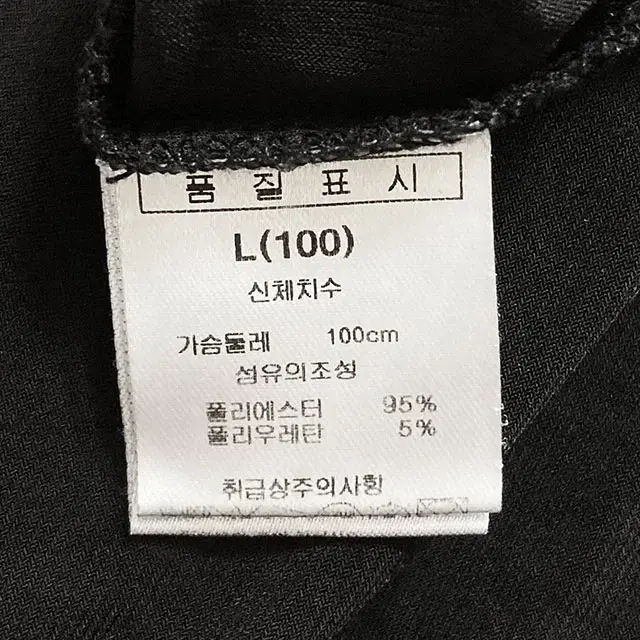 품 질 표 시
L(100)
신체치수
가슴둘레 100cm
섬유의조성
폴리에스터 95%
폴리우레탄 5%
취급상주의사항